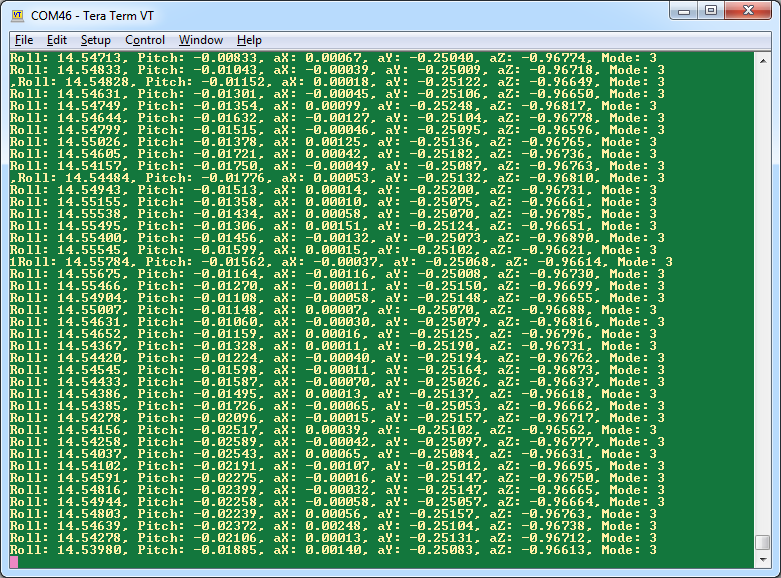 COM46 - Tera Term VT
File Edit Setup Control Window Help
Roll: 14.54713, Pitch: -0.00833, aX: 0.00067, aY: -0.25040, aZ: -0.96774, Mode: 3
Roll: 14.54833, Pitch: -0.01043, aX: -0.00039, aY: -0.25009, aZ: -0.96718, Mode: 3
,Roll: 14.54828, Pitch: -0.01152, aX: 0.00018, aY: -0.25122, aZ: -0.96649, Mode: 3
Roll: 14.54631, Pitch: -0.01301, aX: -0.00045, aY: -0.25106, aZ: -0.96650, Mode: 3
Roll: 14.54749, Pitch: -0.01354, aX: 0.00099, aY: -0.25248, aZ: -0.96817, Mode: 3
Roll: 14.54644, Pitch: -0.01632, aX: -0.00127, aY: -0.25104, aZ: -0.96778, Mode: 3
Roll: 14.54799, Pitch: -0.01515, aX: -0.00046, aY: -0.25095, aZ: -0.96596, Mode: 3
Roll: 14.55026, Pitch: -0.01378, aX: 0.00125, aY: -0.25136, aZ: -0.96765, Mode: 3
Roll: 14.54605, Pitch: -0.01721, aX: 0.00042, aY: -0.25182, aZ: -0.96736, Mode: 3
Roll: 14.54157, Pitch: -0.01750, aX: -0.00049, aY: -0.25087, aZ: -0.96763, Mode: 3
,Roll: 14.54484, Pitch: -0.01776, aX: 0.00053, aY: -0.25132, aZ: -0.96810, Mode: 3
Roll: 14.54943, Pitch: -0.01513, aX: 0.00014, aY: -0.25200, aZ: -0.96731, Mode: 3
Roll: 14.55155, Pitch: -0.01358, aX: 0.00010, aY: -0.25075, aZ: -0.96661, Mode: 3
Roll: 14.55538, Pitch: -0.01434, aX: 0.00058, aY: -0.25070, aZ: -0.96785, Mode: 3
Roll: 14.55495, Pitch: -0.01306, aX: 0.00151, aY: -0.25124, aZ: -0.96651, Mode: 3
Roll: 14.55400, Pitch: -0.01456, aX: -0.00132, aY: -0.25073, aZ: -0.96890, Mode: 3
Roll: 14.55545, Pitch: -0.01599, aX: 0.00015, aY: -0.25102, aZ: -0.96621, Mode: 3
1Roll: 14.55784, Pitch: -0.01562, aX: -0.00037, aY: -0.25068, aZ: -0.96614, Mode: 3
Roll: 14.55675, Pitch: -0.01164, aX: -0.00116, aY: -0.25008, aZ: -0.96730, Mode: 3
Roll: 14.55466, Pitch: -0.01270, aX: -0.00011, aY: -0.25150, aZ: -0.96699, Mode: 3
Roll: 14.54904, Pitch: -0.01108, aX: -0.00058, aY: -0.25148, aZ: -0.96655, Mode: 3
Roll: 14.55007, Pitch: -0.01148, aX: 0.00007, aY: -0.25070, aZ: -0.96688, Mode: 3
Roll: 14.54631, Pitch: -0.01060, aX: -0.00030, aY: -0.25079, aZ: -0.96816, Mode: 3
Roll: 14.54652, Pitch: -0.01159, aX: 0.00016, aY: -0.25125, aZ: -0.96796, Mode: 3
Roll: 14.54367, Pitch: -0.01328, aX: 0.00011, aY: -0.25190, aZ: -0.96731, Mode: 3
Roll: 14.54420, Pitch: -0.01224, aX: -0.00040, aY: -0.25194, aZ: -0.96762, Mode: 3
Roll: 14.54545, Pitch: -0.01598, aX: -0.00011, aY: -0.25164, aZ: -0.96873, Mode: 3
Roll: 14.54433, Pitch: -0.01587, aX: -0.00070, aY: -0.25026, aZ: -0.96637, Mode: 3
Roll: 14.54386, Pitch: -0.01495, aX: 0.00013, aY: -0.25137, aZ: -0.96618, Mode: 3
Roll: 14.54385, Pitch: -0.01726, aX: -0.00065, aY: -0.25053, aZ: -0.96662, Mode: 3
Roll: 14.54278, Pitch: -0.02096, aX: -0.00015, aY: -0.25157, aZ: -0.96717, Mode: 3
Roll: 14.54156, Pitch: -0.02517, aX: 0.00039, aY: -0.25102, aZ: -0.96562, Mode: 3
Roll: 14.54258, Pitch: -0.02589, aX: -0.00042, aY: -0.25097, aZ: -0.96777, Mode: 3
Roll: 14.54037, Pitch: -0.02543, aX: 0.00065, aY: -0.25084, aZ: -0.96631, Mode: 3
Roll: 14.54102, Pitch: -0.02191, aX: -0.00107, aY: -0.25012, aZ: -0.96695, Mode: 3
Roll: 14.54591, Pitch: -0.02275, aX: -0.00016, aY: -0.25147, aZ: -0.96750, Mode: 3
Roll: 14.54816, Pitch: -0.02399, aX: -0.00032, aY: -0.25147, aZ: -0.96665, Mode: 3
Roll: 14.54944, Pitch: -0.02258, aX: -0.00058, aY: -0.25057, aZ: -0.96664, Mode: 3
Roll: 14.54803, Pitch: -0.02239, aX: 0.00056, aY: -0.25157, aZ: -0.96763, Mode: 3
Roll: 14.54639, Pitch: -0.02372, aX: 0.00248, aY: -0.25104, aZ: -0.96738, Mode: 3
Roll: 14.54278, Pitch: -0.02106, aX: 0.00013, aY: -0.25131, aZ: -0.96712, Mode: 3
Roll: 14.53980, Pitch: -0.01885, aX: 0.00140, aY: -0.25083, aZ: -0.96613, Mode: 3